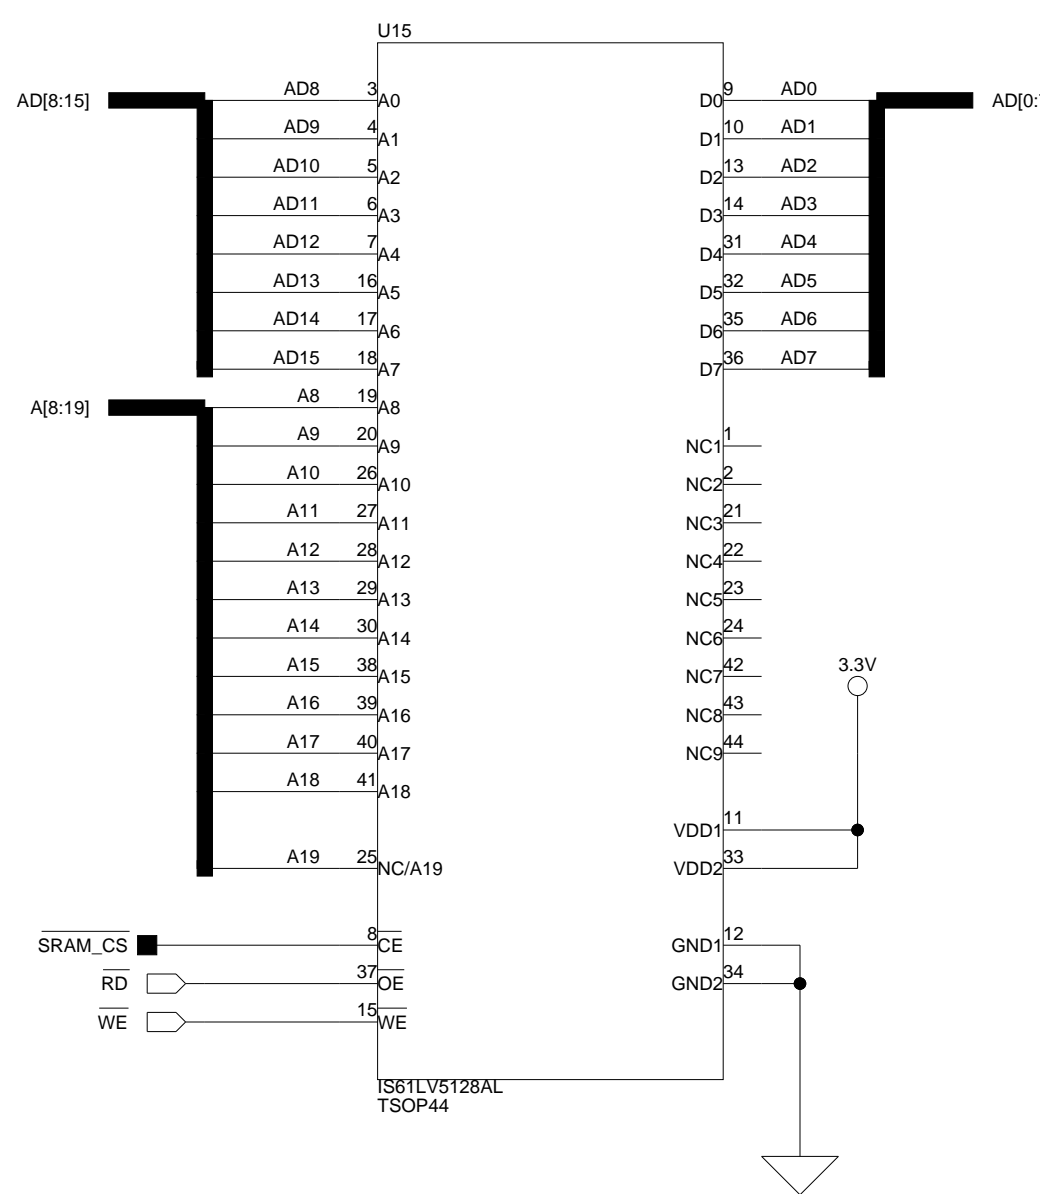 U15
AD[8:15] AD8 3 A0 D0 9 AD0 AD[0:
AD9 4 A1 D1 10 AD1
AD10 5 A2 D2 13 AD2
AD11 6 A3 D3 14 AD3
AD12 7 A4 D4 31 AD4
AD13 16 A5 D5 32 AD5
AD14 17 A6 D6 35 AD6
AD15 18 A7 D7 36 AD7
A[8:19] A8 19 A8
A9 20 A9 NC1 1
A10 26 A10 NC2 2
A11 27 A11 NC3 21
A12 28 A12 NC4 22
A13 29 A13 NC5 23
A14 30 A14 NC6 24
A15 38 A15 NC7 42 3.3V
A16 39 A16 NC8 43
A17 40 A17 NC9 44
A18 41 A18
VDD1 11
A19 25 NC/A19 VDD2 33
SRAM_CS 8 CE GND1 12
RD 37 OE GND2 34
WE 15 WE
IS61LV5128AL
TSOP44